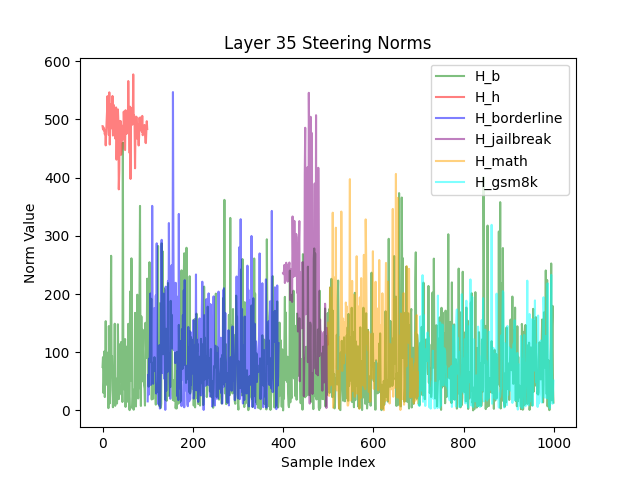 Layer 35 Steering Norms
600
500
400
300
200
100
0
Norm Value
0
200
400
600
800
1000
Sample Index
H_b
H_h
H_borderline
H_jailbreak
H_math
H_gsm8k